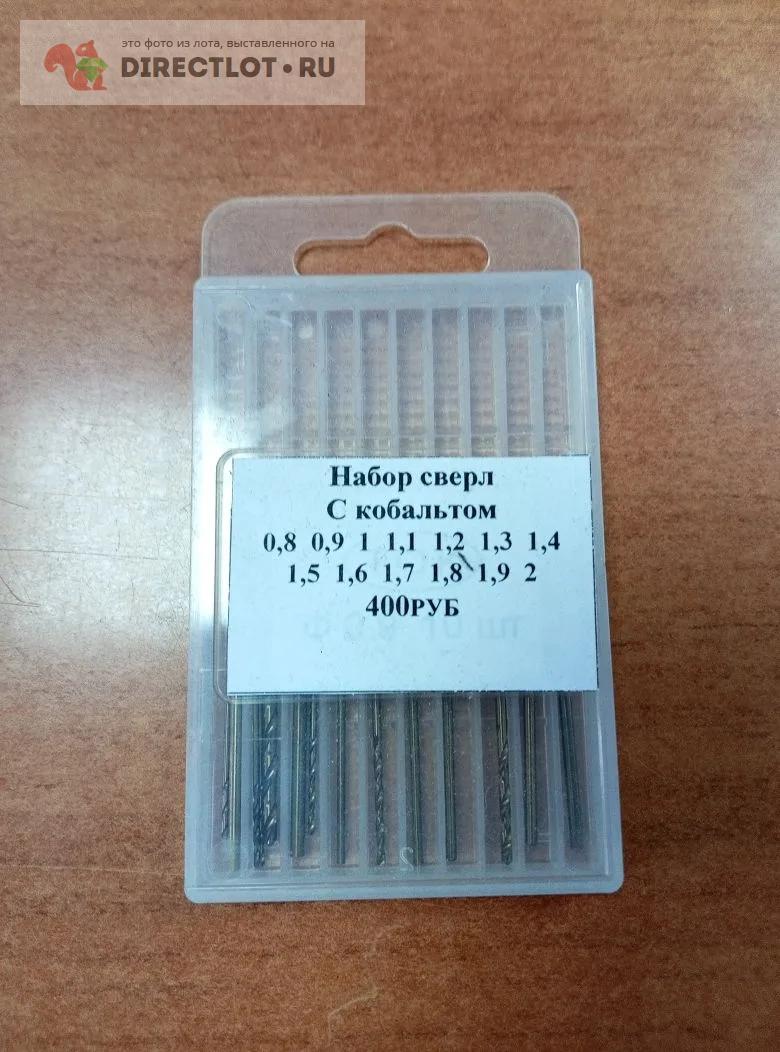 это фото из лота, выставленного на
DIRECTLOT•RU
Набор сверл
С кобальтом
0,8 0,9 1 1,1 1,2 1,3 1,4
1,5 1,6 1,7 1,8 1,9 2
400РУБ